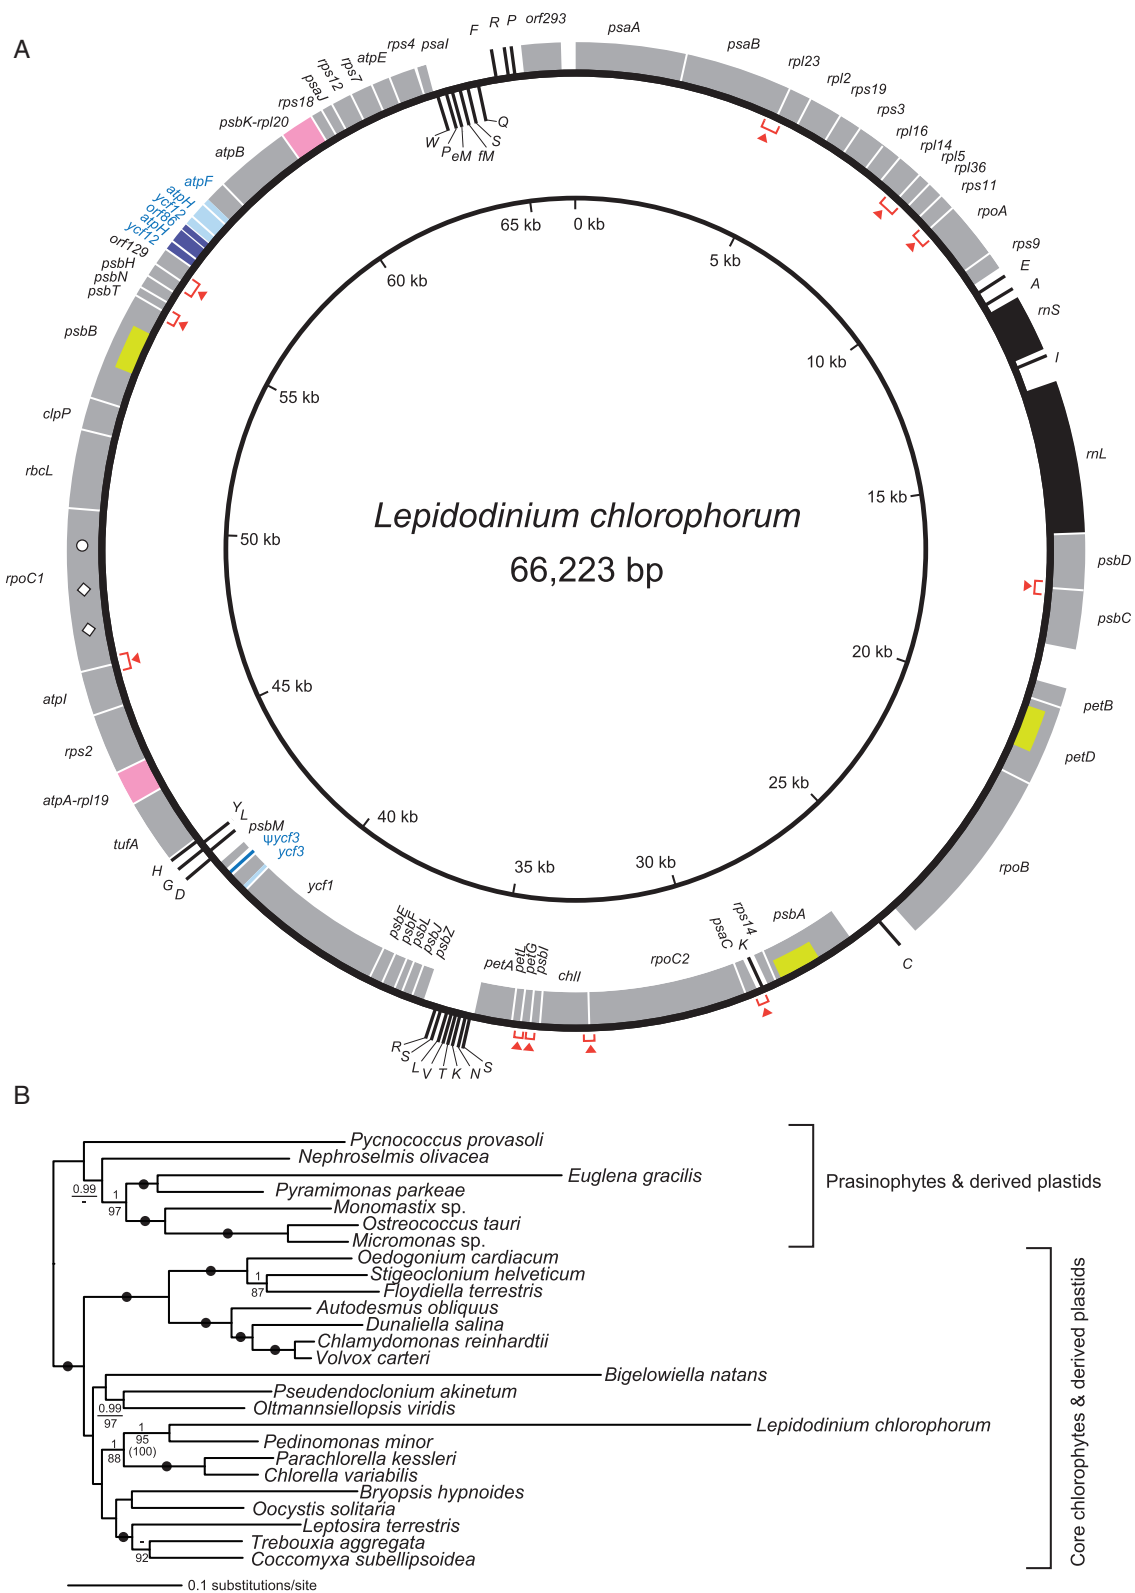 A
F
R
P
orf293
psaA
psaB
rpl23
rpl2
rps19
rps3
rpl16
rpl14
rpl5
rpl36
rps11
rpoA
rps9
E
A
rnS
I
rnL
psbD
psbC
petB
petD
rpoB
C
psbA
K
rps14
psaC
rpoC2
chlI
psbI
petG
petL
petA
S
N
K
T
V
L
S
R
psbZ
psbJ
psbL
psbF
psbE
ycf1
ycf3
ψycf3
psbM
L
Y
D
G
H
tufA
atpA-rpl19
rps2
atpI
rpoC1
rbcL
clpP
psbB
psbT
psbN
psbH
orf129
ycf12
atpH
orf86
ycf12
atpH
atpF
atpB
psbK-rpl20
rps18
psaJ
rps12
rps7
atpE
rps4
psaI
W
P
eM
fM
S
Q
65 kb
0 kb
5 kb
10 kb
15 kb
20 kb
25 kb
30 kb
35 kb
40 kb
45 kb
50 kb
55 kb
60 kb
Lepidodinium chlorophorum
66,223 bp
B
Pycnococcus provasoli
Nephroselmis olivacea
Euglena gracilis
Pyramimonas parkeae
Monomastix sp.
Ostreococcus tauri
Micromonas sp.
Oedogonium cardiacum
Stigeoclonium helveticum
Floydiella terrestris
Autodesmus obliquus
Dunaliella salina
Chlamydomonas reinhardtii
Volvox carteri
Bigelowiella natans
Pseudendoclonium akinetum
Oltmannsiellopsis viridis
Lepidodinium chlorophorum
Pedinomonas minor
Parachlorella kessleri
Chlorella variabilis
Bryopsis hypnoides
Oocystis solitaria
Leptosira terrestris
Trebouxia aggregata
Coccomyxa subellipsoidea
0.99
-
1
97
1
87
0.99
97
1
95
(100)
1
88
-
92
Prasinophytes & derived plastids
Core chlorophytes & derived plastids
0.1 substitutions/site